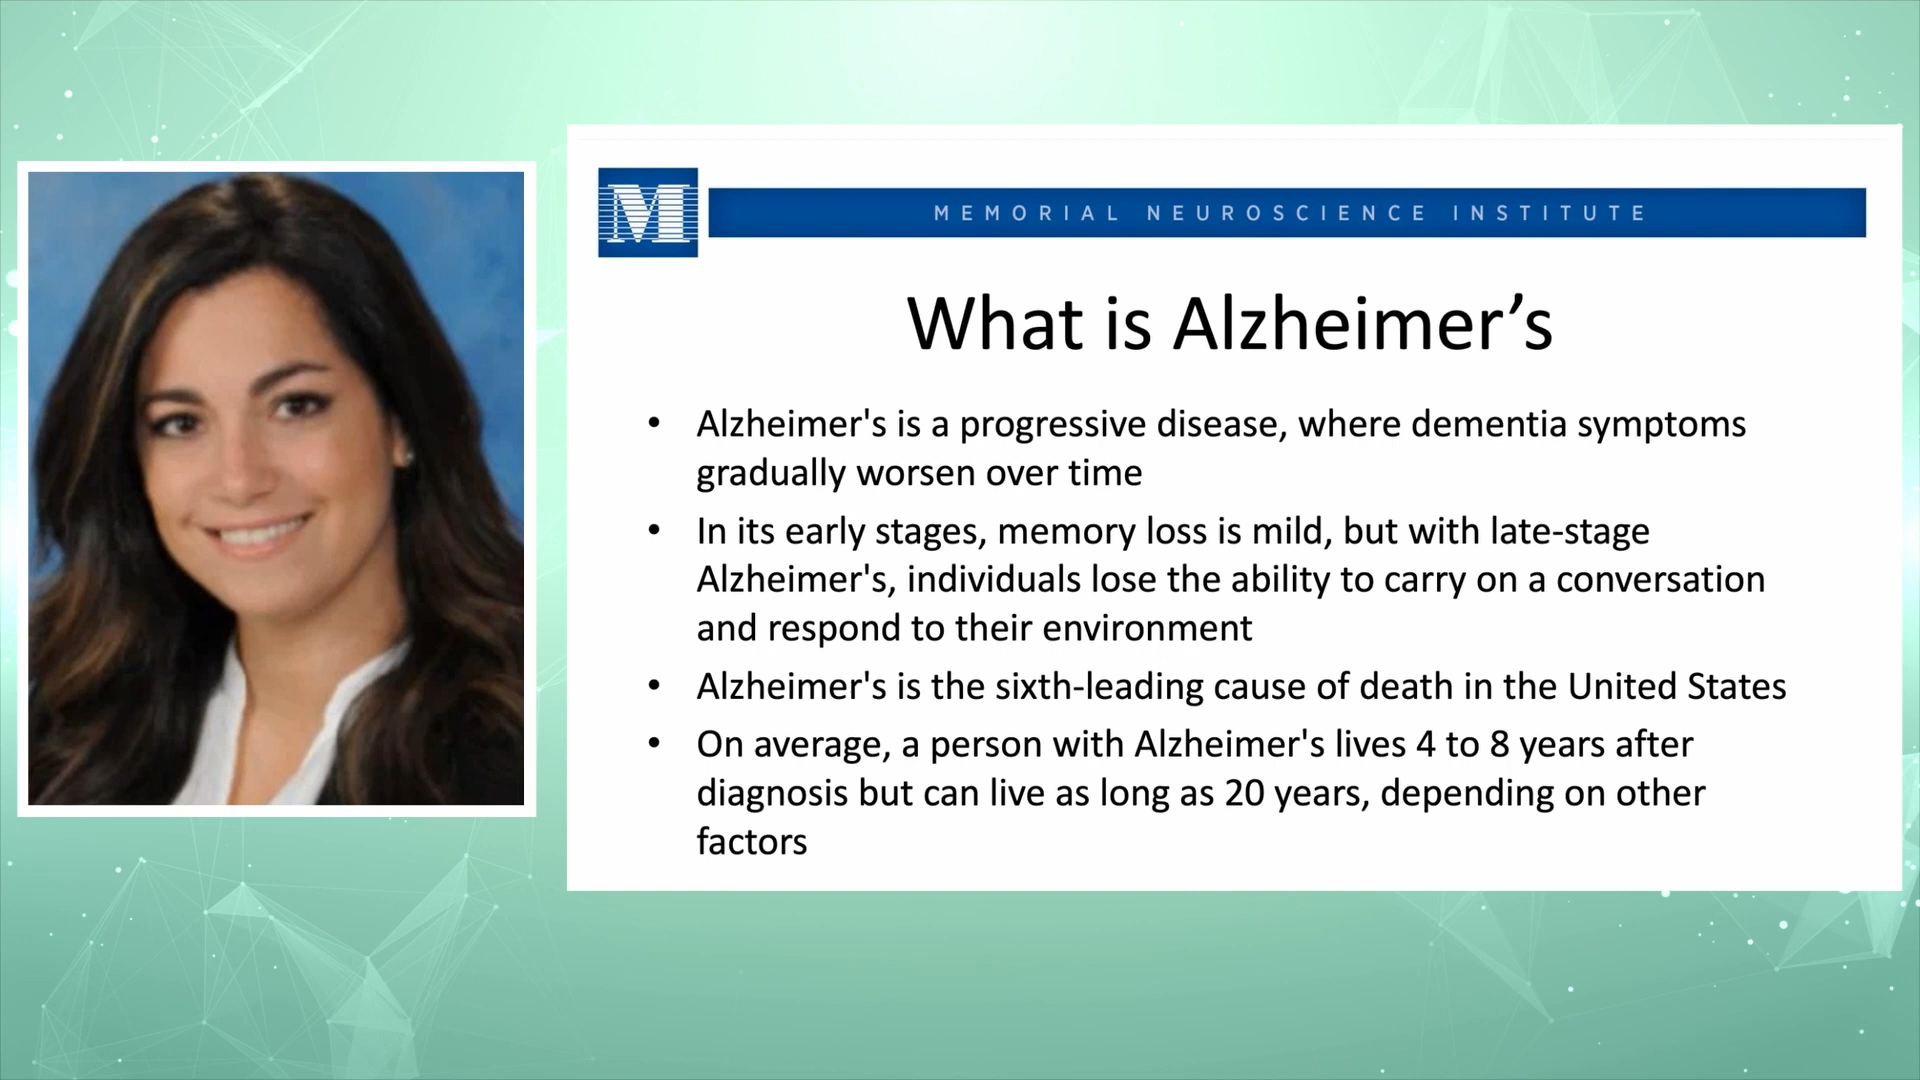 M
MEMORIAL NEUROSCIENCE INSTITUTE
What is Alzheimer’s
• Alzheimer's is a progressive disease, where dementia symptoms
gradually worsen over time
• In its early stages, memory loss is mild, but with late-stage
Alzheimer's, individuals lose the ability to carry on a conversation
and respond to their environment
• Alzheimer's is the sixth-leading cause of death in the United States
• On average, a person with Alzheimer's lives 4 to 8 years after
diagnosis but can live as long as 20 years, depending on other
factors